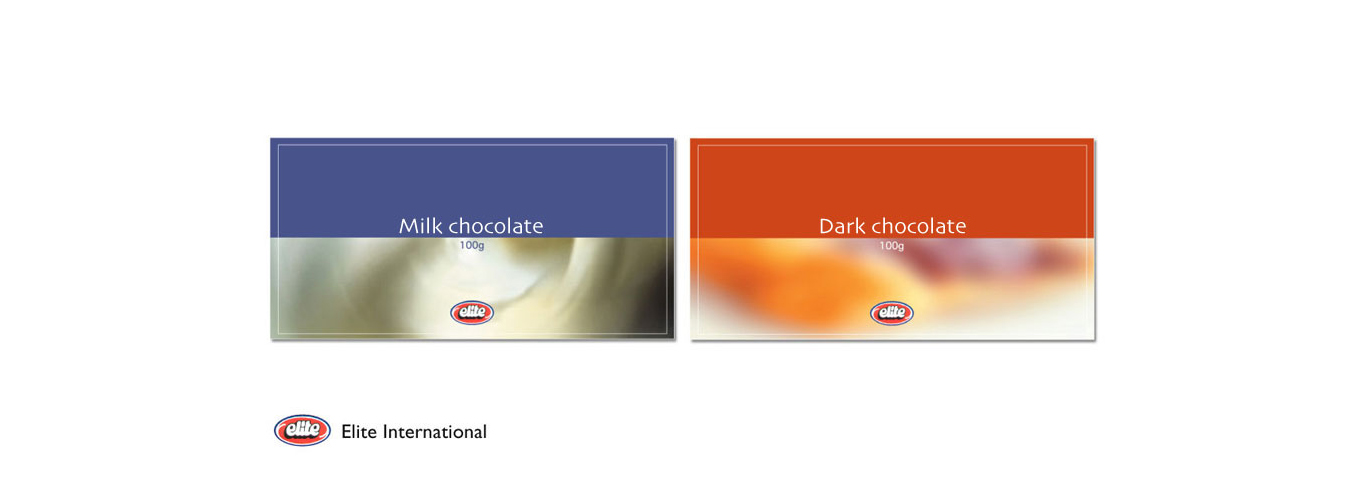 Milk chocolate
100g
elite
Dark chocolate
100g
elite
elite Elite International